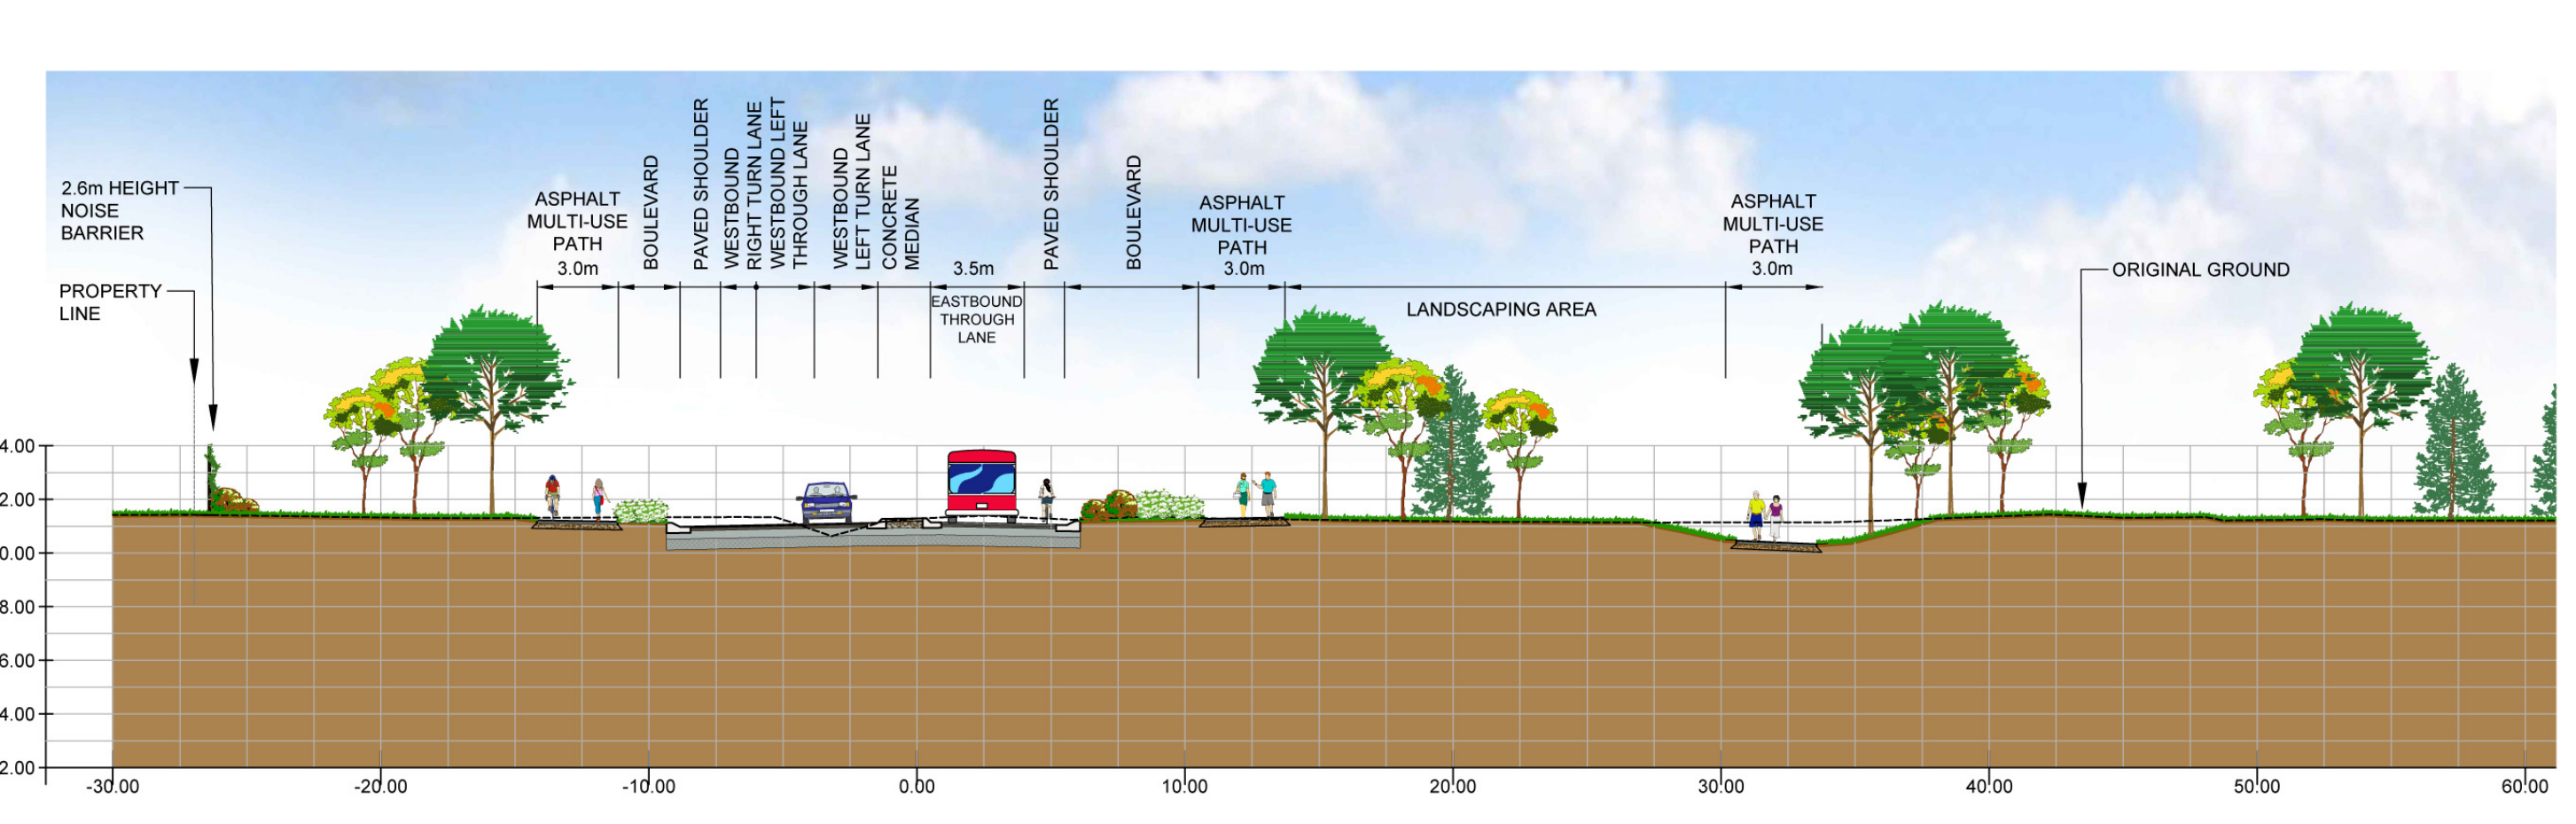 2.6m HEIGHT
NOISE
BARRIER
PROPERTY
LINE
ASPHALT
MULTI-USE
PATH
3.0m
BOULEVARD
PAVED SHOULDER
WESTBOUND
RIGHT TURN LANE
WESTBOUND LEFT
THROUGH LANE
WESTBOUND
LEFT TURN LANE
CONCRETE
MEDIAN
3.5m
EASTBOUND
THROUGH
LANE
PAVED SHOULDER
BOULEVARD
ASPHALT
MULTI-USE
PATH
3.0m
LANDSCAPING AREA
ASPHALT
MULTI-USE
PATH
3.0m
ORIGINAL GROUND
4.00
2.00
0.00
8.00
6.00
4.00
2.00
-30:00
-20:00
-10:00
0.00
10:00
20:00
30:00
40:00
50:00
60:00